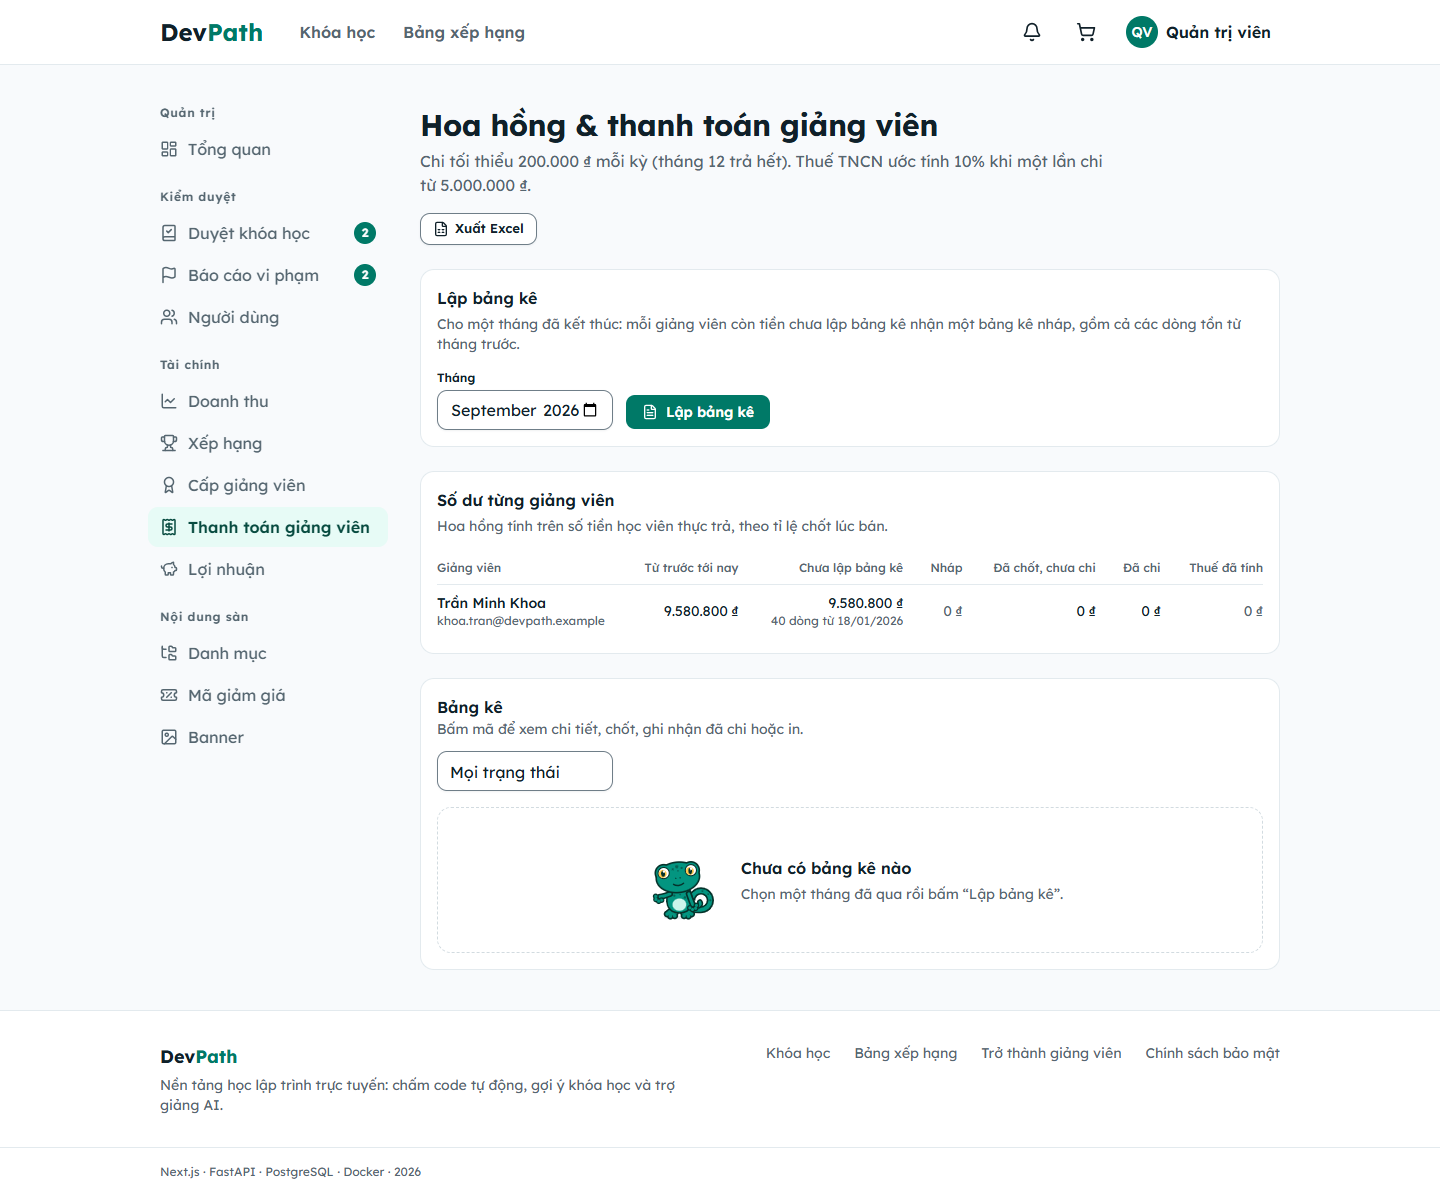 DevPath
Khóa học
Bảng xếp hạng
QV
Quản trị viên
Quản trị
Tổng quan
Kiểm duyệt
Duyệt khóa học
2
Báo cáo vi phạm
2
Người dùng
Tài chính
Doanh thu
Xếp hạng
Cấp giảng viên
Thanh toán giảng viên
Lợi nhuận
Nội dung sàn
Danh mục
Mã giảm giá
Banner
Hoa hồng & thanh toán giảng viên
Chi tối thiểu 200.000 ₫ mỗi kỳ (tháng 12 trả hết). Thuế TNCN ước tính 10% khi một lần chi
từ 5.000.000 ₫.
Xuất Excel
Lập bảng kê
Cho một tháng đã kết thúc: mỗi giảng viên còn tiền chưa lập bảng kê nhận một bảng kê nháp, gồm cả các dòng tồn từ
tháng trước.
Tháng
September 2026
Lập bảng kê
Số dư từng giảng viên
Hoa hồng tính trên số tiền học viên thực trả, theo tỉ lệ chốt lúc bán.
Giảng viên Từ trước tới nay Chưa lập bảng kê Nháp Đã chốt, chưa chi Đã chi Thuế đã tính
Trần Minh Khoa 9.580.800 ₫ 9.580.800 ₫ 0 ₫ 0 ₫ 0 ₫ 0 ₫
khoa.tran@devpath.example 40 dòng từ 18/01/2026
Bảng kê
Bấm mã để xem chi tiết, chốt, ghi nhận đã chi hoặc in.
Mọi trạng thái
Chưa có bảng kê nào
Chọn một tháng đã qua rồi bấm “Lập bảng kê”.
DevPath
Nền tảng học lập trình trực tuyến: chấm code tự động, gợi ý khóa học và trợ
giảng AI.
Khóa học
Bảng xếp hạng
Trở thành giảng viên
Chính sách bảo mật
Next.js · FastAPI · PostgreSQL · Docker · 2026